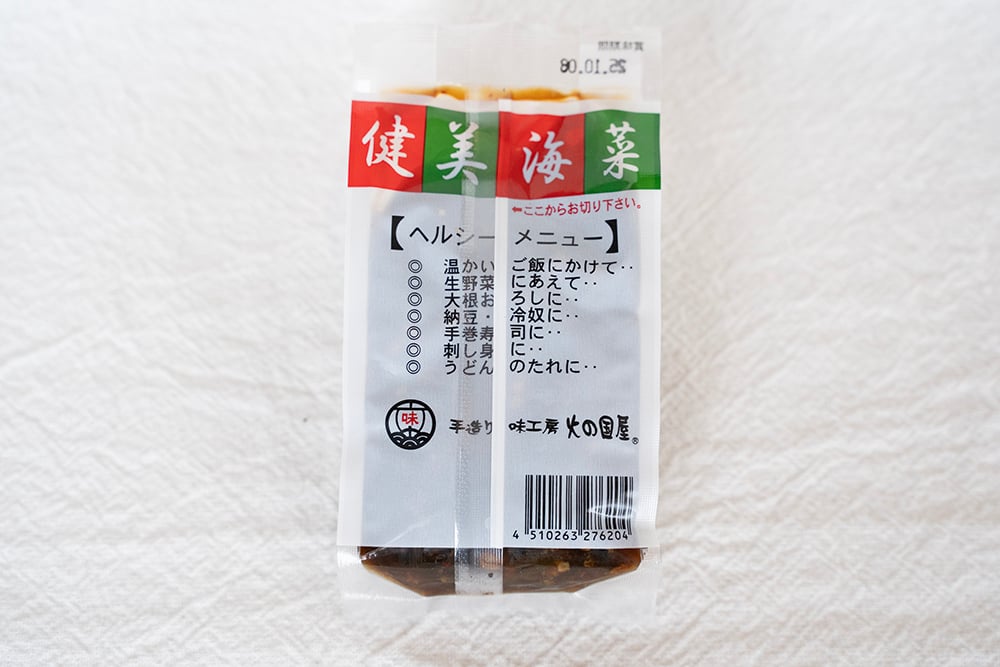 賞味期限
25.10.08
健美海菜
←ここからお切り下さい。
【ヘルシーメニュー】
◎ 温かいご飯にかけて‥
◎ 生野菜にあえて‥
◎ 大根おろしに‥
◎ 納豆・冷奴に‥
◎ 手巻寿司に‥
◎ 刺し身に‥
◎ うどんのたれに‥
味 手造り味工房 火の国屋®
4 510263 276204